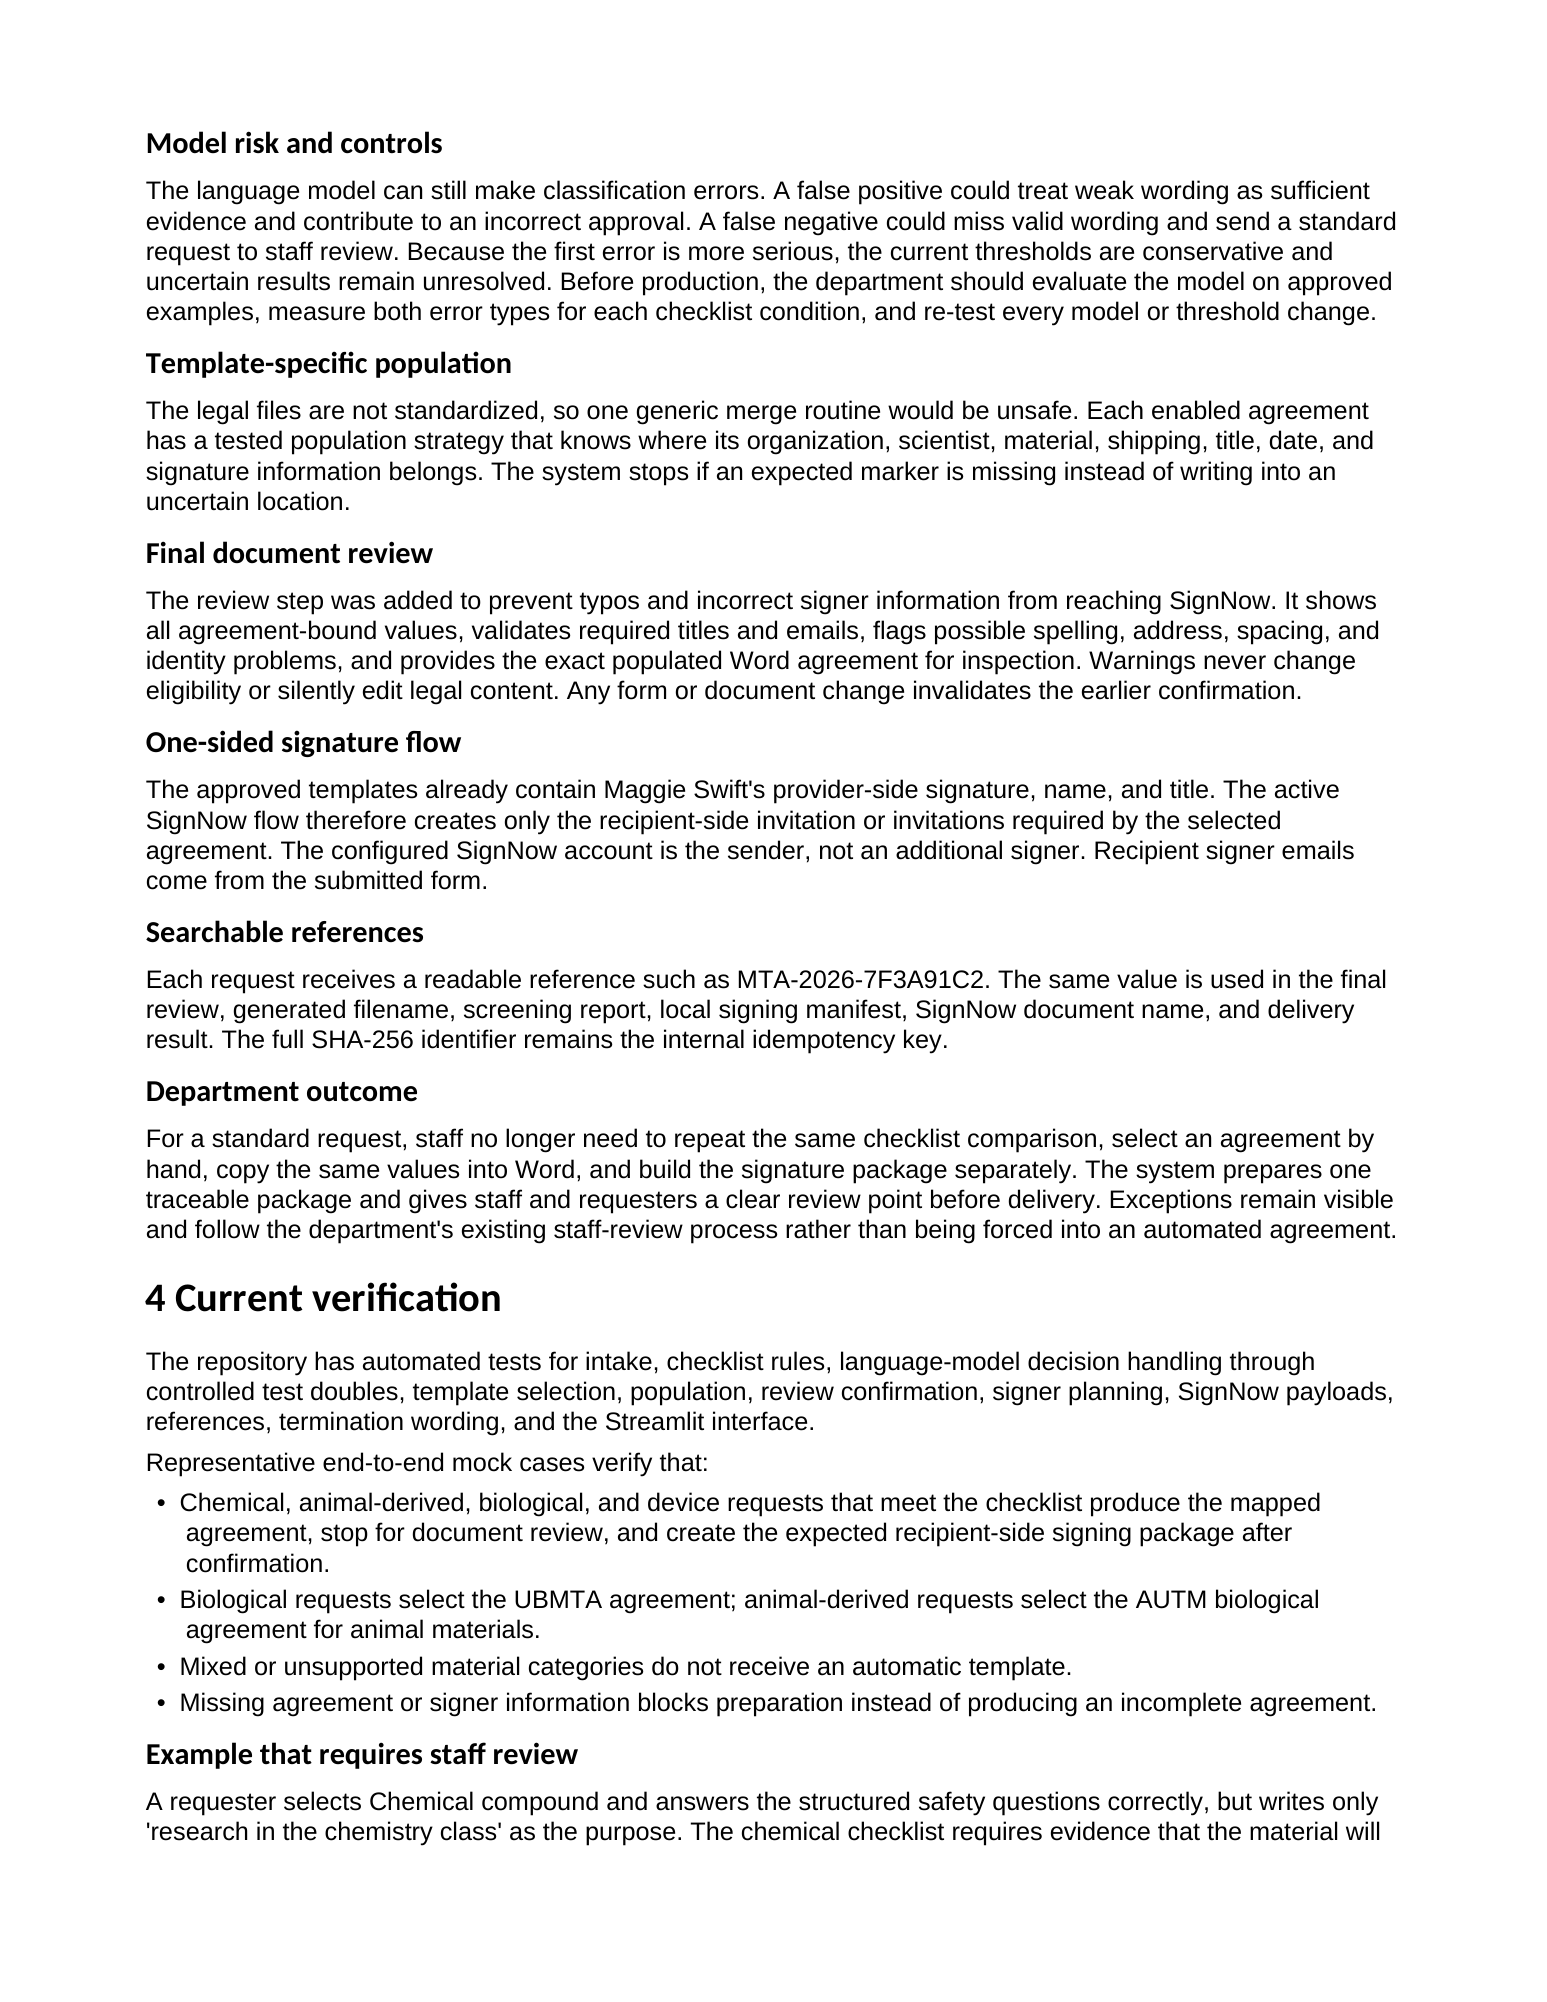 Model risk and controls
The language model can still make classification errors. A false positive could treat weak wording as sufficient
evidence and contribute to an incorrect approval. A false negative could miss valid wording and send a standard
request to staff review. Because the first error is more serious, the current thresholds are conservative and
uncertain results remain unresolved. Before production, the department should evaluate the model on approved
examples, measure both error types for each checklist condition, and re-test every model or threshold change.
Template-specific population
The legal files are not standardized, so one generic merge routine would be unsafe. Each enabled agreement
has a tested population strategy that knows where its organization, scientist, material, shipping, title, date, and
signature information belongs. The system stops if an expected marker is missing instead of writing into an
uncertain location.
Final document review
The review step was added to prevent typos and incorrect signer information from reaching SignNow. It shows
all agreement-bound values, validates required titles and emails, flags possible spelling, address, spacing, and
identity problems, and provides the exact populated Word agreement for inspection. Warnings never change
eligibility or silently edit legal content. Any form or document change invalidates the earlier confirmation.
One-sided signature flow
The approved templates already contain Maggie Swift's provider-side signature, name, and title. The active
SignNow flow therefore creates only the recipient-side invitation or invitations required by the selected
agreement. The configured SignNow account is the sender, not an additional signer. Recipient signer emails
come from the submitted form.
Searchable references
Each request receives a readable reference such as MTA-2026-7F3A91C2. The same value is used in the final
review, generated filename, screening report, local signing manifest, SignNow document name, and delivery
result. The full SHA-256 identifier remains the internal idempotency key.
Department outcome
For a standard request, staff no longer need to repeat the same checklist comparison, select an agreement by
hand, copy the same values into Word, and build the signature package separately. The system prepares one
traceable package and gives staff and requesters a clear review point before delivery. Exceptions remain visible
and follow the department's existing staff-review process rather than being forced into an automated agreement.
4 Current verification
The repository has automated tests for intake, checklist rules, language-model decision handling through
controlled test doubles, template selection, population, review confirmation, signer planning, SignNow payloads,
references, termination wording, and the Streamlit interface.
Representative end-to-end mock cases verify that:
• Chemical, animal-derived, biological, and device requests that meet the checklist produce the mapped
agreement, stop for document review, and create the expected recipient-side signing package after
confirmation.
• Biological requests select the UBMTA agreement; animal-derived requests select the AUTM biological
agreement for animal materials.
• Mixed or unsupported material categories do not receive an automatic template.
• Missing agreement or signer information blocks preparation instead of producing an incomplete agreement.
Example that requires staff review
A requester selects Chemical compound and answers the structured safety questions correctly, but writes only
'research in the chemistry class' as the purpose. The chemical checklist requires evidence that the material will